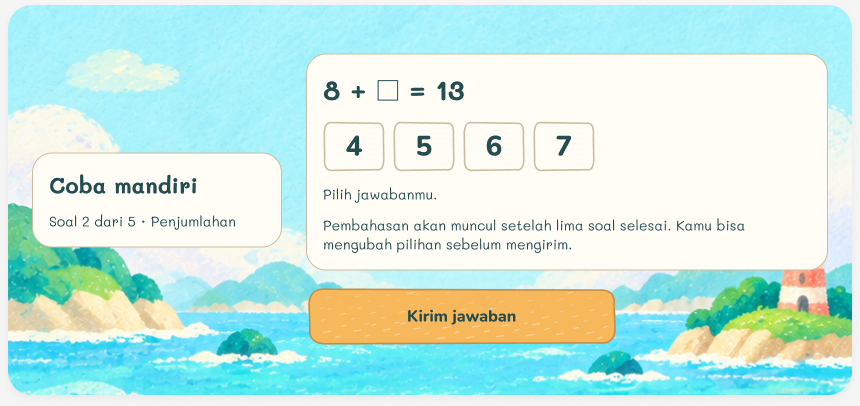 Coba mandiri
Soal 2 dari 5 • Penjumlahan
8 + □ = 13
4 5 6 7
Pilih jawabanmu.
Pembahasan akan muncul setelah lima soal selesai. Kamu bisa
mengubah pilihan sebelum mengirim.
Kirim jawaban